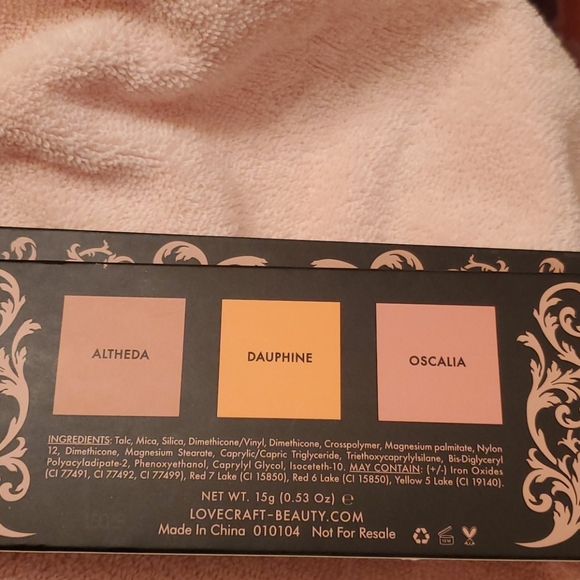 ALTHEDA
DAUPHINE
OSCALIA
INGREDIENTS: Talc, Mica, Silica, Dimethicone/Vinyl, Dimethicone, Crosspolymer, Magnesium palmitate, Nylon
12, Dimethicone, Magnesium Stearate, Caprylic/Capric Triglyceride, Triethoxycaprylylsilane, Bis-Diglyceryl
Polyacyladipate-2, Phenoxyethanol, Caprylyl Glycol, Isoceteth-10. MAY CONTAIN: (+/-) Iron Oxides
(CI 77491, CI 77492, CI 77499), Red 7 Lake (CI 15850), Red 6 Lake (CI 15850), Yellow 5 Lake (CI 19140).
NET WT. 15g (0.53 Oz) ℮
LOVECRAFT-BEAUTY.COM
Made In China 010104 Not For Resale